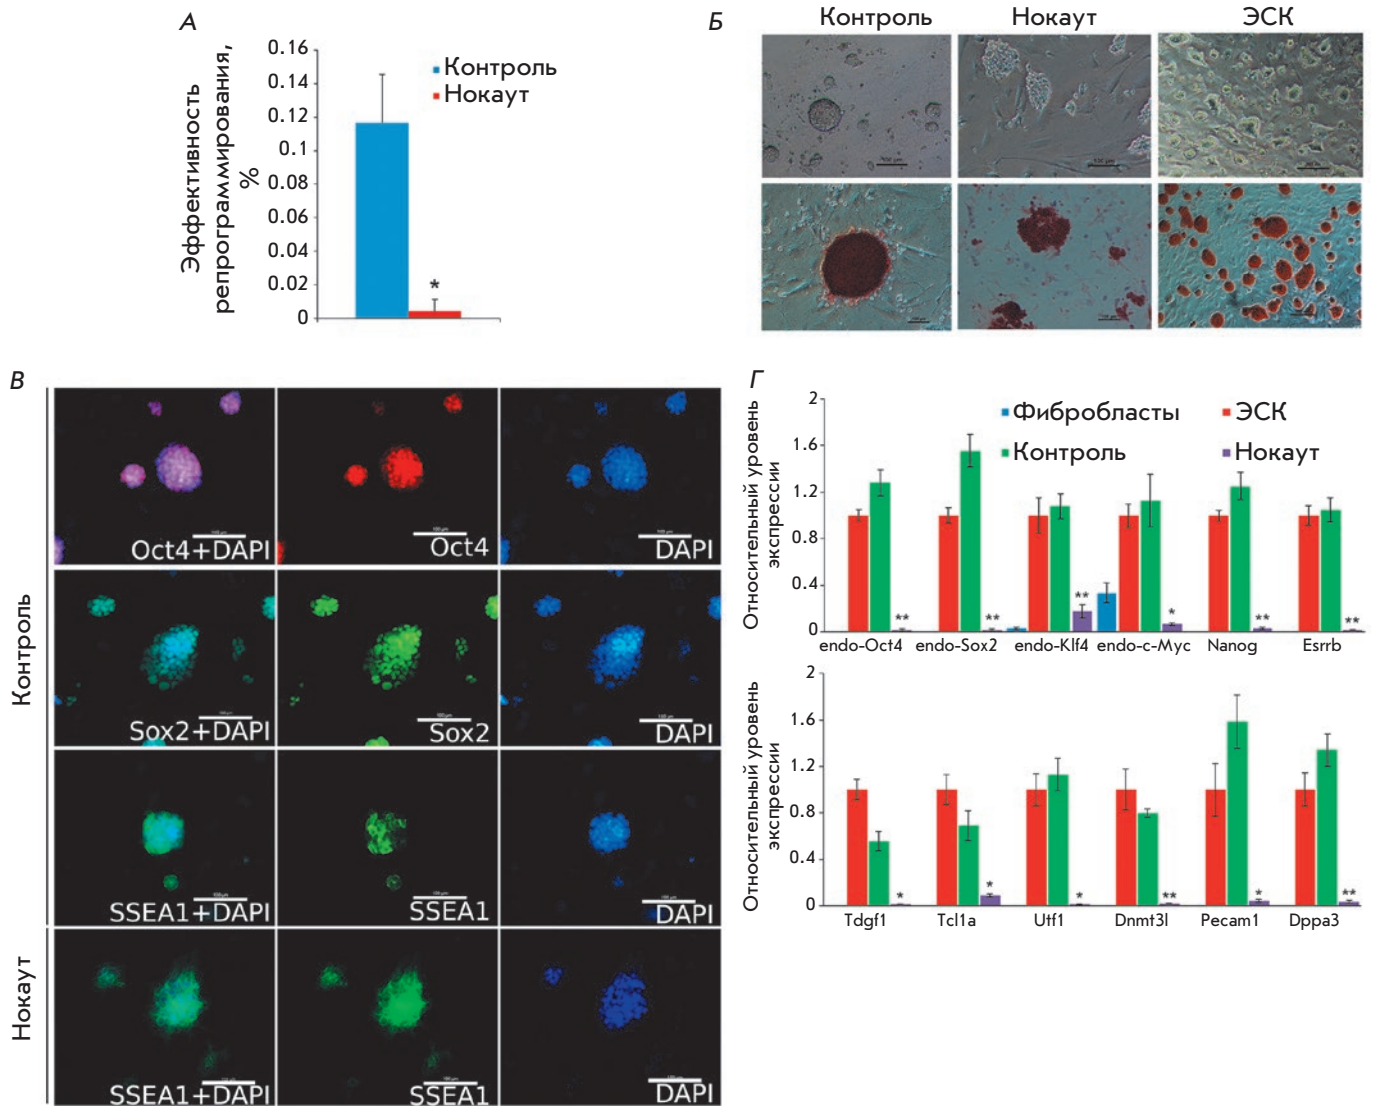 А
Эффективность
репрограммирования,
%
0.16
0.14
0.12
0.1
0.08
0.06
0.04
0.02
0
Контроль
Нокаут
*
Б
Контроль
Нокаут
ЭСК
В
Контроль
Нокаут
Oct4+DAPI
Oct4
DAPI
Sox2+DAPI
Sox2
DAPI
SSEA1+DAPI
SSEA1
DAPI
SSEA1+DAPI
SSEA1
DAPI
Г
Относительный уровень
экспрессии
2
1.6
1.2
0.8
0.4
0
Фибробласты
ЭСК
Контроль
Нокаут
** ** ** * ** **
endo-Oct4 endo-Sox2 endo-Klf4 endo-c-Myc Nanog Esrrb
Относительный уровень
экспрессии
2
1.6
1.2
0.8
0.4
0
* * * ** * **
Tdgf1 Tcl1a Utf1 Dnmt3l Pecam1 Dppa3